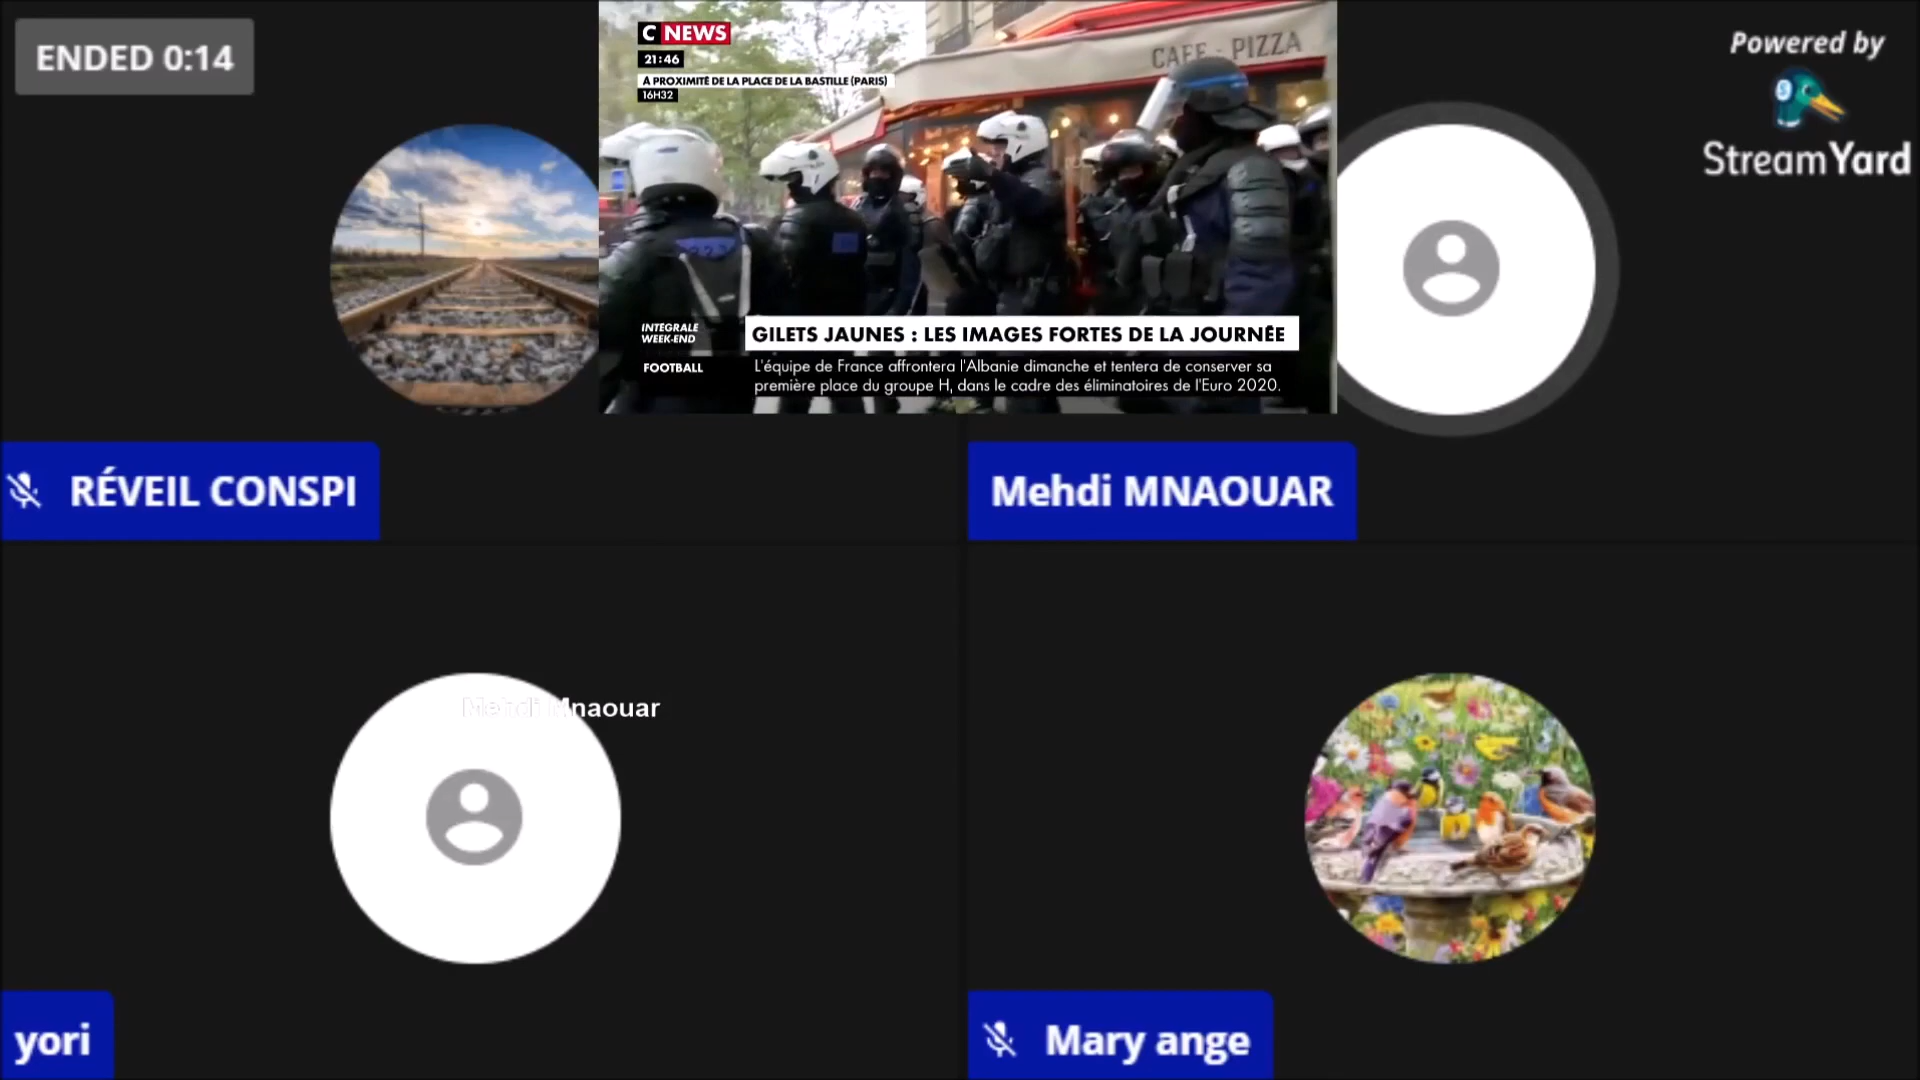 ENDED 0:14
C NEWS
21:46
À PROXIMITÉ DE LA PLACE DE LA BASTILLE (PARIS)
16H32
CAFE - PIZZA
INTÉGRALE
WEEK-END
GILETS JAUNES : LES IMAGES FORTES DE LA JOURNÉE
FOOTBALL
L'équipe de France affrontera l'Albanie dimanche et tentera de conserver sa
première place du groupe H, dans le cadre des éliminatoires de l'Euro 2020.
Powered by
StreamYard
RÉVEIL CONSPI
Mehdi MNAOUAR
Mehdi Mnaouar
yori
Mary ange